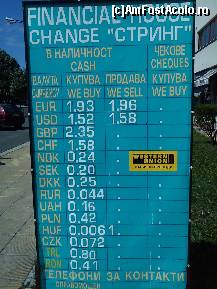 ©AmFostAcolo.ro
FINANCIAL HOUSE
CHANGE "СТРИНГ"
В НАЛИЧНОСТ ЧЕКОВЕ
CASH CHEQUES
ВАЛУТА КУПУВА ПРОДАВА КУПУВА
CURRENCY WE BUY WE SELL WE BUY
EUR 1.93 1.96
USD 1.52 1.58
GBP 2.35
CHF 1.58
NOK 0.24
SEK 0.20
DKK 0.25
RUR 0.044
UAH 0.16
PLN 0.42
HUF 0.0061
CZK 0.072
TRL 0.80
RON 0.41
WESTERN
UNION
ТЕЛЕФОНИ ЗА КОНТАКТИ